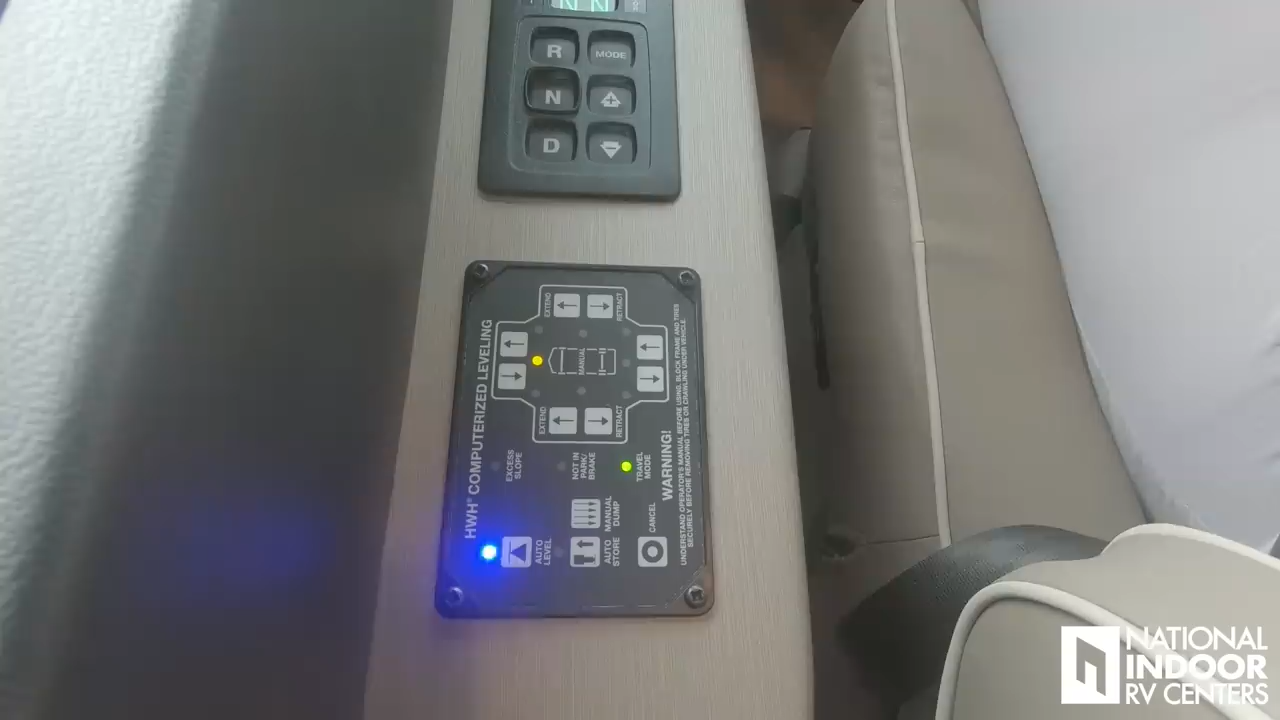 N N
R MODE
N
D
HWH® COMPUTERIZED LEVELING
EXTEND
RETRACT
MANUAL
EXTEND
RETRACT
EXCESS
SLOPE
NOT IN
PARK/
BRAKE
TRAVEL
MODE
AUTO
LEVEL
MANUAL
DUMP
AUTO
STORE
CANCEL
WARNING!
UNDERSTAND OPERATOR'S MANUAL BEFORE USING. BLOCK FRAME AND TIRES
SECURELY BEFORE REMOVING TIRES OR CRAWLING UNDER VEHICLE.
NATIONAL
INDOOR
RV CENTERS